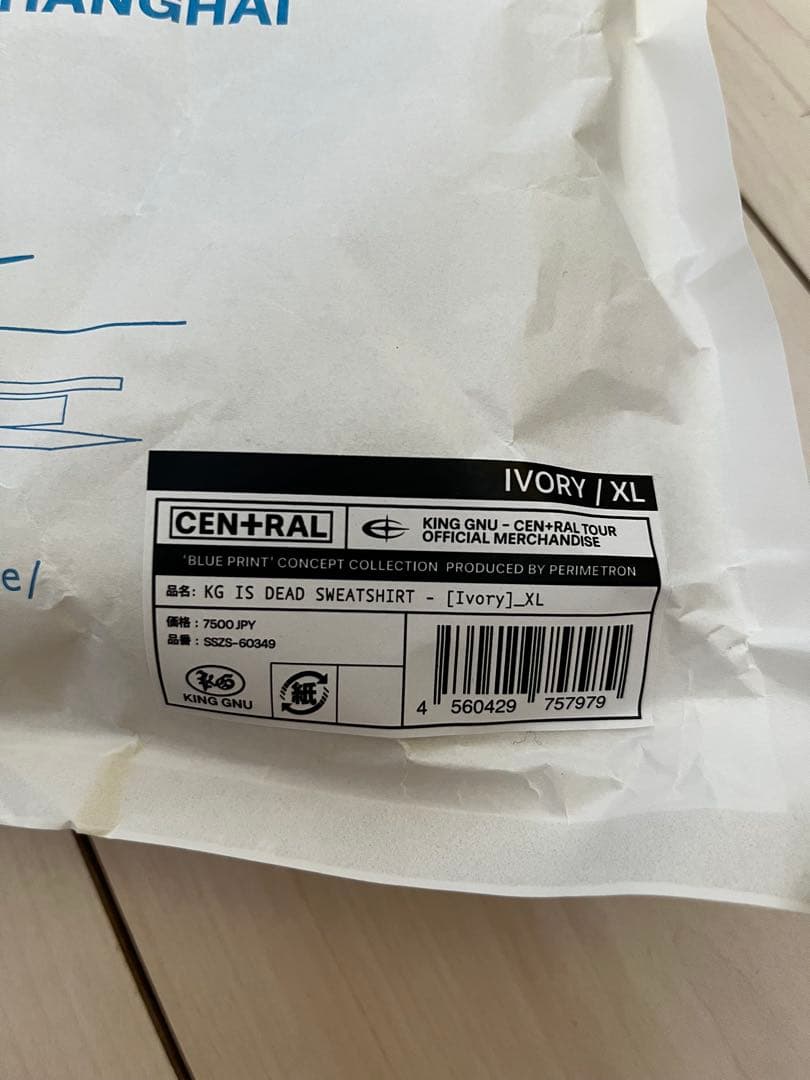 HANGHAI
e/
IVORY / XL
CEN+RAL
KING GNU - CEN+RAL TOUR
OFFICIAL MERCHANDISE
'BLUE PRINT' CONCEPT COLLECTION PRODUCED BY PERIMETRON
品名: KG IS DEAD SWEATSHIRT - [Ivory]_XL
価格 : 7500 JPY
品番 : SSZS-60349
KING GNU
紙
4 560429 757979